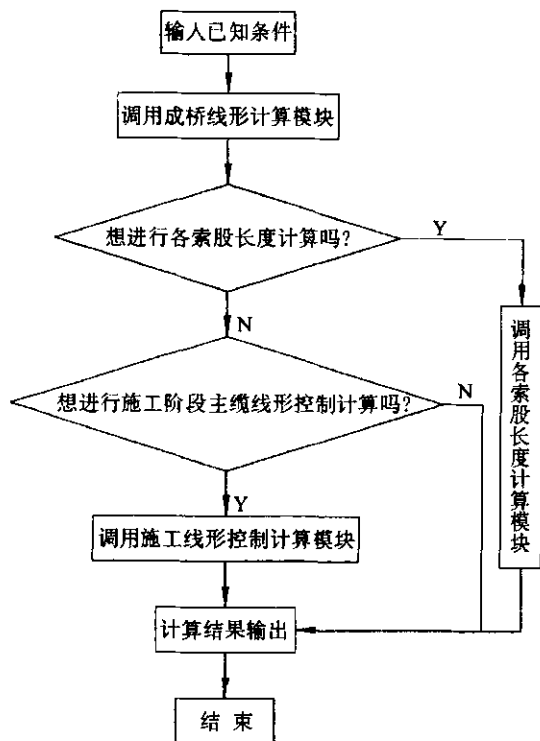 输人已知条件
调用成桥线形计算模块
想进行各索股长度计算吗?
Y
N
调用各索股长度计算模块
想进行施工阶段主缆线形控制计算吗?
N
Y
调用施工线形控制计算模块
计算结果输出
结 束